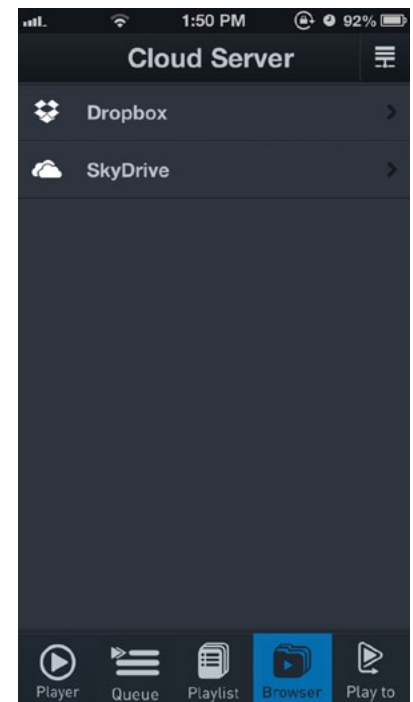 1:50 PM 92%
Cloud Server
Dropbox
SkyDrive
Player Queue Playlist Browser Play to